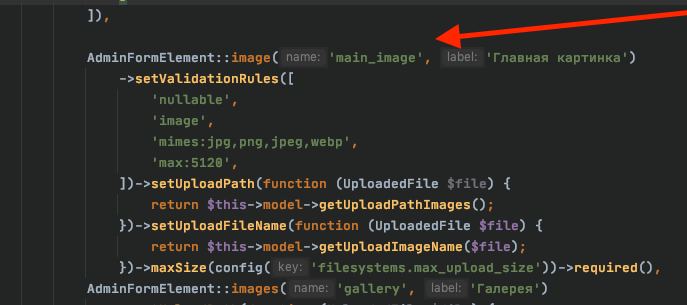 ]),
AdminFormElement::image( name: 'main_image', label: 'Главная картинка')
->setValidationRules([
'nullable',
'image',
'mimes:jpg,png,jpeg,webp',
'max:5120',
])->setUploadPath(function (UploadedFile $file) {
return $this->model->getUploadPathImages();
})->setUploadFileName(function (UploadedFile $file) {
return $this->model->getUploadImageName($file);
})->maxSize(config( key: 'filesystems.max_upload_size'))->required(),
AdminFormElement::images( name: 'gallery', label: 'Галерея')